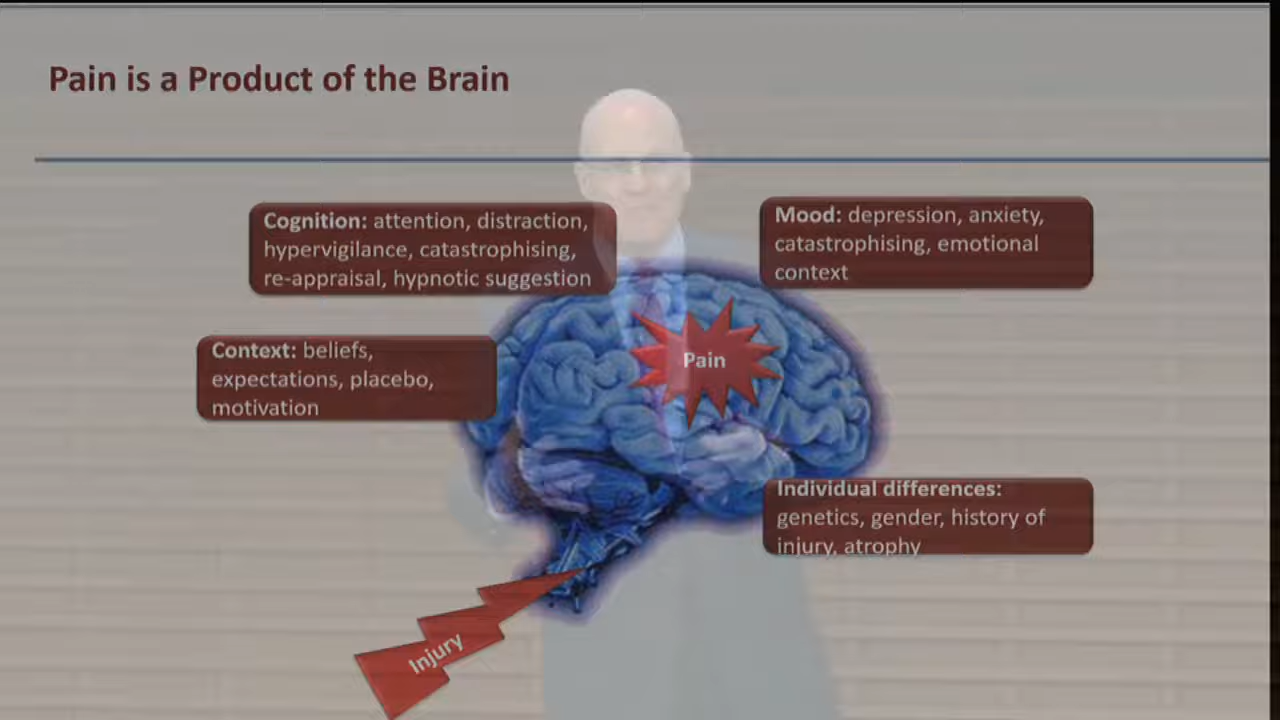 Pain is a Product of the Brain
Cognition: attention, distraction,
hypervigilance, catastrophising,
re-appraisal, hypnotic suggestion
Mood: depression, anxiety,
catastrophising, emotional
context
Context: beliefs,
expectations, placebo,
motivation
Pain
Individual differences:
genetics, gender, history of
injury, atrophy
Injury